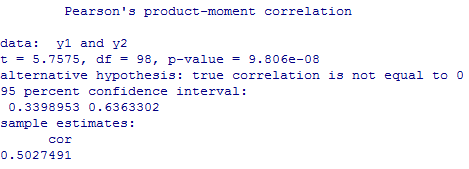 Pearson's product-moment correlation
data:  y1 and y2
t = 5.7575, df = 98, p-value = 9.806e-08
alternative hypothesis: true correlation is not equal to 0
95 percent confidence interval:
 0.3398953 0.6363302
sample estimates:
      cor
0.5027491